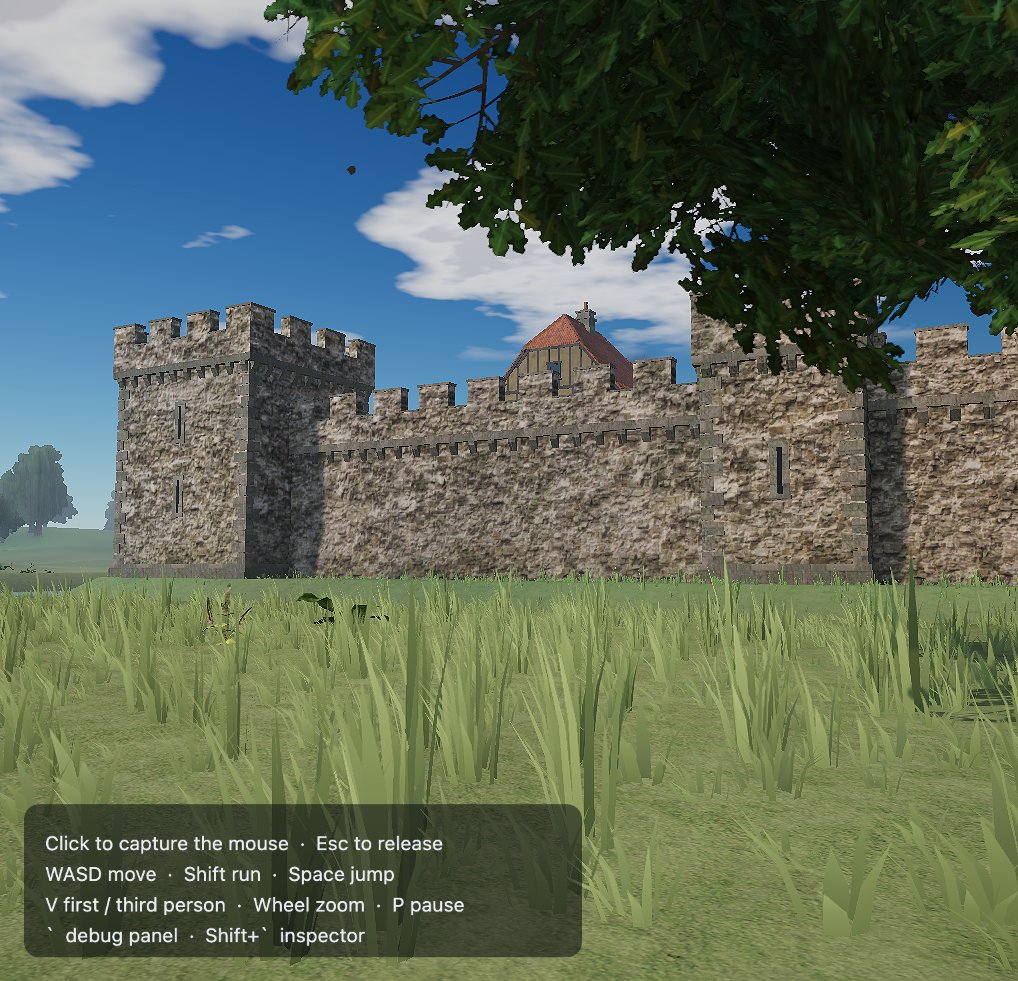 Click to capture the mouse · Esc to release
WASD move · Shift run · Space jump
V first / third person · Wheel zoom · P pause
` debug panel · Shift+` inspector